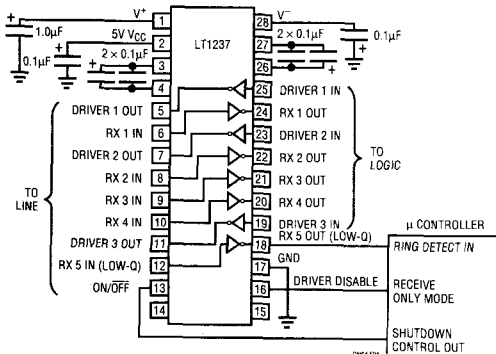 V+
1 28
V−
1.0μF
LT1237
5V VCC
2 27
2 × 0.1μF
0.1μF
0.1μF
2 × 0.1μF
3 26
4 25
DRIVER 1 IN
DRIVER 1 OUT
5 24
RX 1 OUT
RX 1 IN
6 23
DRIVER 2 IN
DRIVER 2 OUT
7 22
RX 2 OUT
TO LOGIC
RX 2 IN
8 21
RX 3 OUT
TO LINE
RX 3 IN
9 20
RX 4 OUT
RX 4 IN
10 19
DRIVER 3 IN
μ CONTROLLER
DRIVER 3 OUT
11 18
RX 5 OUT (LOW-Q)
RING DETECT IN
RX 5 IN (LOW-Q)
12 17
GND
ON/OFF
13 16
DRIVER DISABLE
RECEIVE ONLY MODE
14 15
SHUTDOWN CONTROL OUT